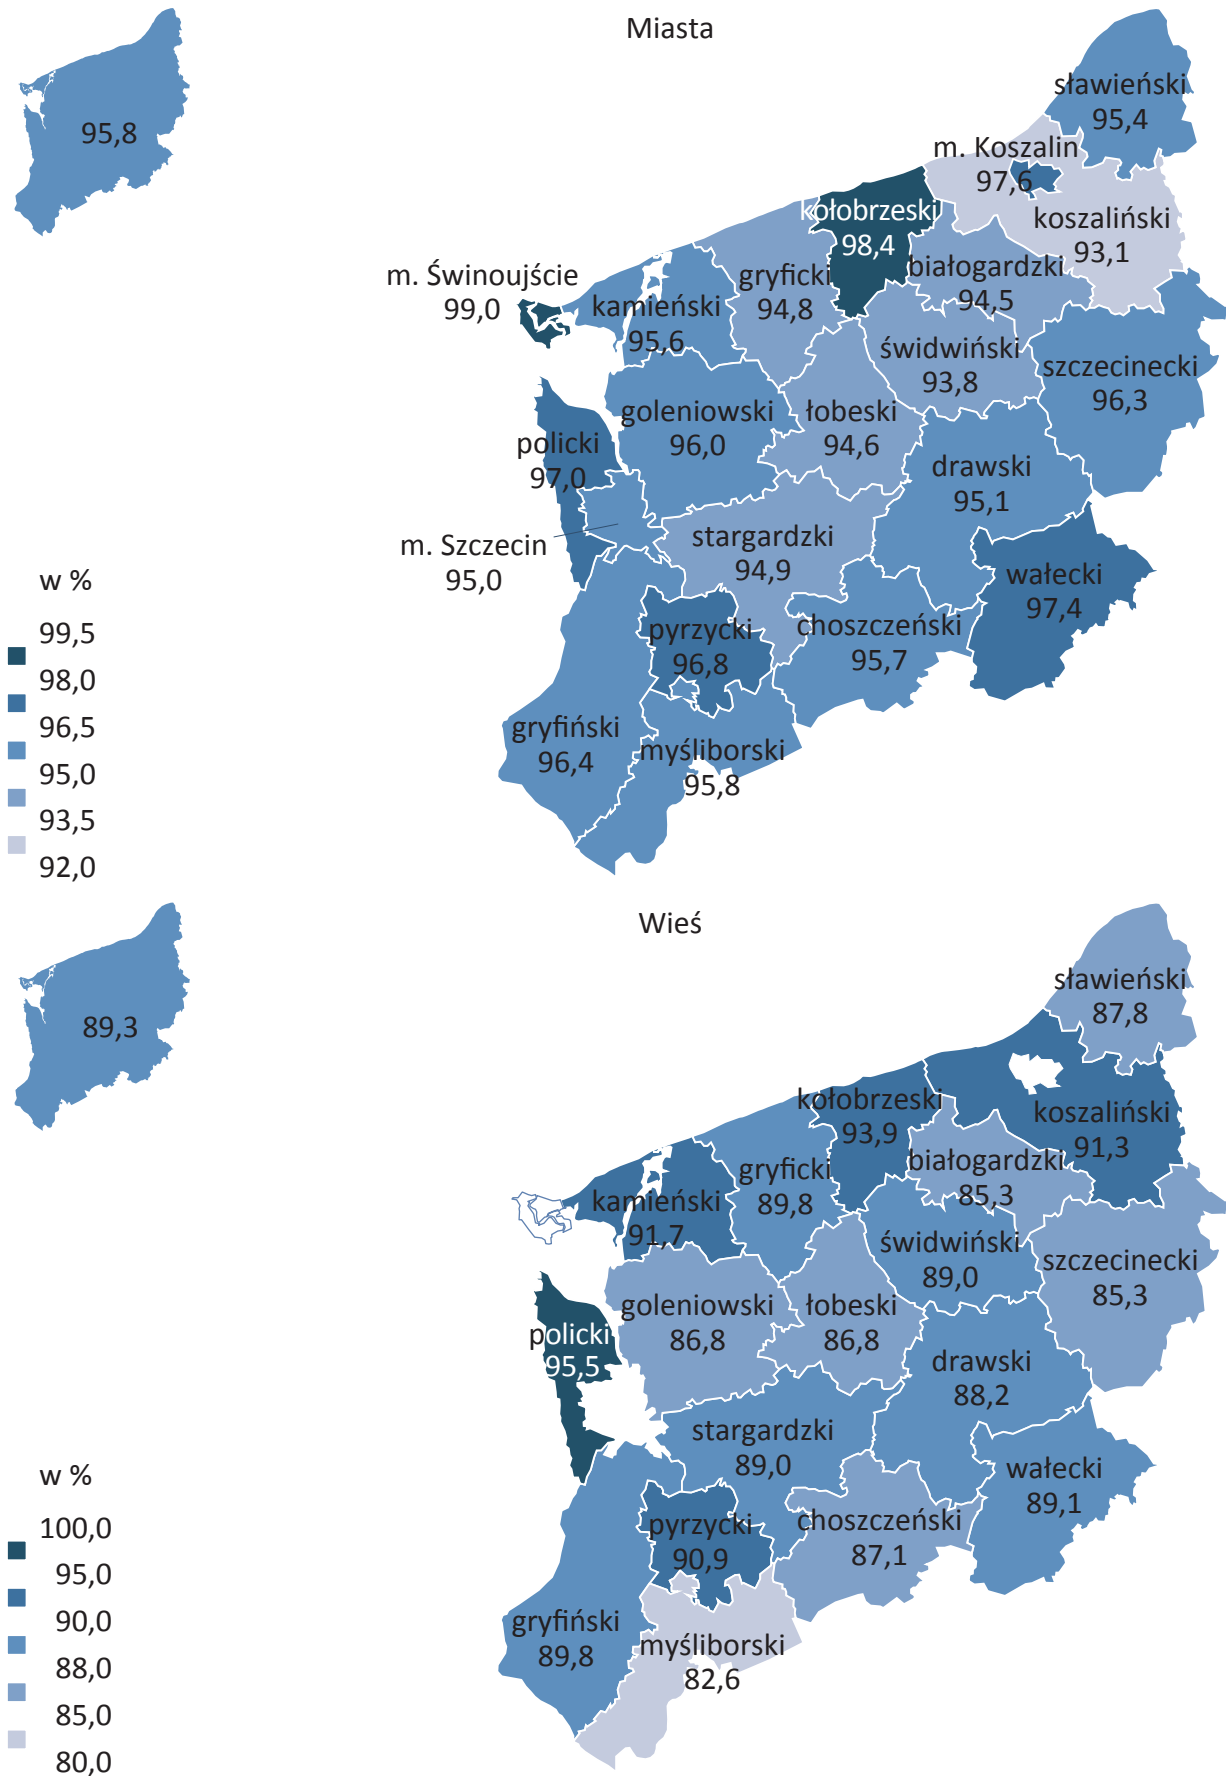 Miasta
95,8
sławieński
95,4
m. Koszalin
97,6
kołobrzeski
98,4
koszaliński
93,1
białogardzki
94,5
gryficki
94,8
m. Świnoujście
99,0
kamieński
95,6
świdwiński
93,8
szczecinecki
96,3
goleniowski
96,0
łobeski
94,6
policki
97,0
drawski
95,1
m. Szczecin
95,0
stargardzki
94,9
wałecki
97,4
pyrzycki
96,8
choszczeński
95,7
gryfiński
96,4
myśliborski
95,8
w %
99,5
98,0
96,5
95,0
93,5
92,0
Wieś
89,3
sławieński
87,8
kołobrzeski
93,9
koszaliński
91,3
białogardzki
85,3
gryficki
89,8
kamieński
91,7
świdwiński
89,0
szczecinecki
85,3
goleniowski
86,8
łobeski
86,8
policki
95,5
drawski
88,2
stargardzki
89,0
wałecki
89,1
pyrzycki
90,9
choszczeński
87,1
gryfiński
89,8
myśliborski
82,6
w %
100,0
95,0
90,0
88,0
85,0
80,0